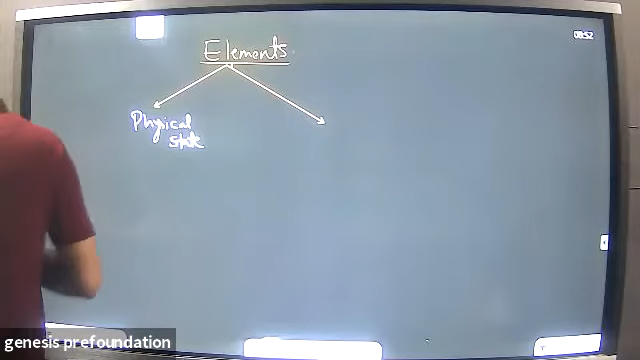 08:52
Elements
Physical
state
genesis prefoundation